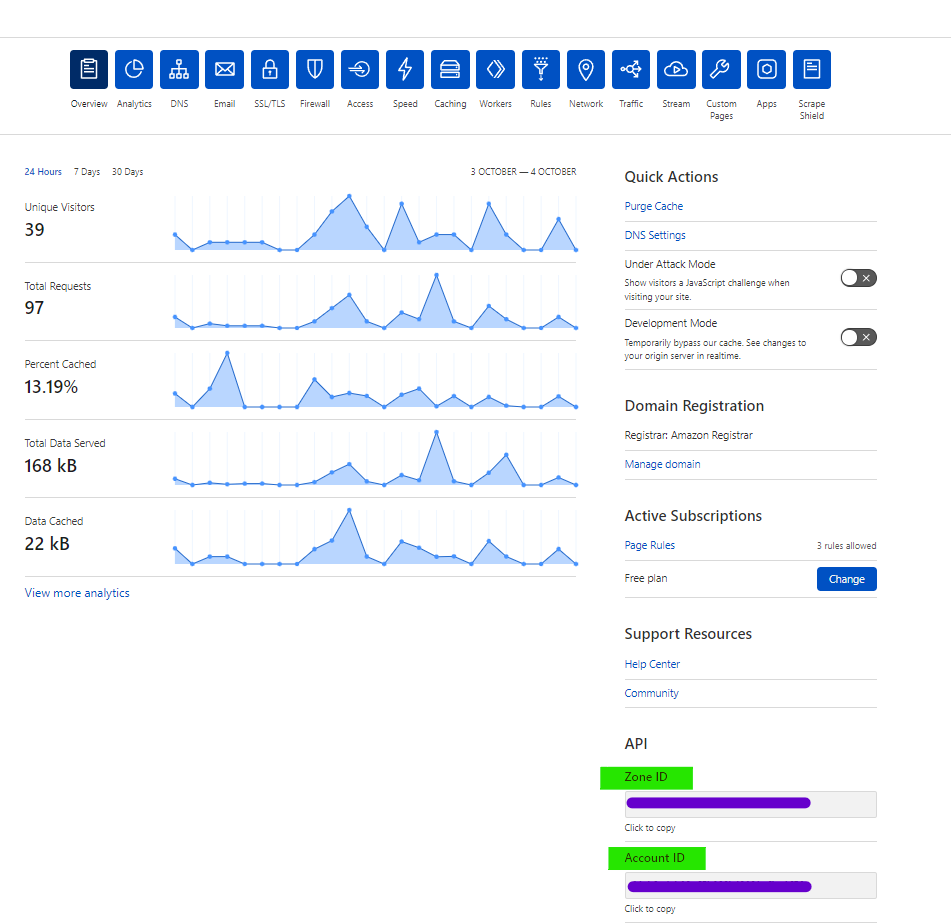 Overview Analytics DNS Email SSL/TLS Firewall Access Speed Caching Workers Rules Network Traffic Stream Custom Pages Apps Scrape Shield
24 Hours 7 Days 30 Days 3 OCTOBER — 4 OCTOBER
Unique Visitors
39
Total Requests
97
Percent Cached
13.19%
Total Data Served
168 kB
Data Cached
22 kB
View more analytics
Quick Actions
Purge Cache
DNS Settings
Under Attack Mode
Show visitors a JavaScript challenge when
visiting your site.
Development Mode
Temporarily bypass our cache. See changes to
your origin server in realtime.
Domain Registration
Registrar: Amazon Registrar
Manage domain
Active Subscriptions
Page Rules 3 rules allowed
Free plan Change
Support Resources
Help Center
Community
API
Zone ID
Click to copy
Account ID
Click to copy